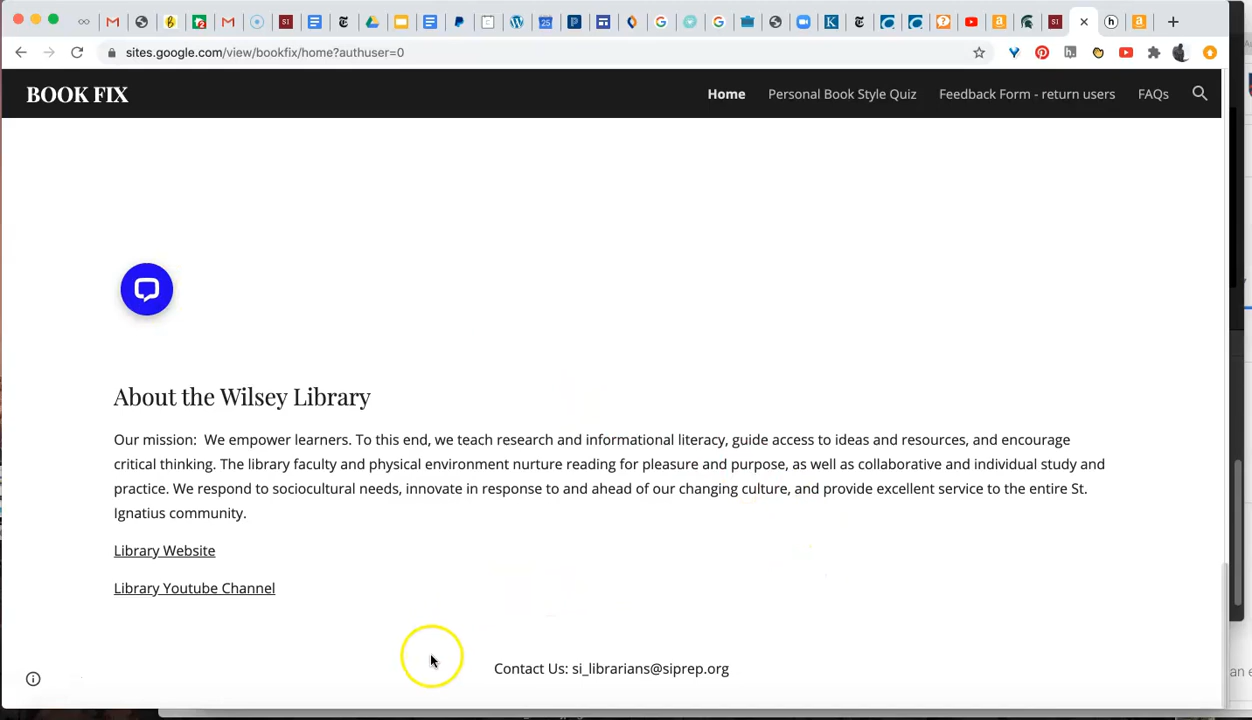 sites.google.com/view/bookfix/home?authuser=0
BOOK FIX
Home
Personal Book Style Quiz
Feedback Form - return users
FAQs
About the Wilsey Library
Our mission: We empower learners. To this end, we teach research and informational literacy, guide access to ideas and resources, and encourage
critical thinking. The library faculty and physical environment nurture reading for pleasure and purpose, as well as collaborative and individual study and
practice. We respond to sociocultural needs, innovate in response to and ahead of our changing culture, and provide excellent service to the entire St.
Ignatius community.
Library Website
Library Youtube Channel
Contact Us: si_librarians@siprep.org
an e